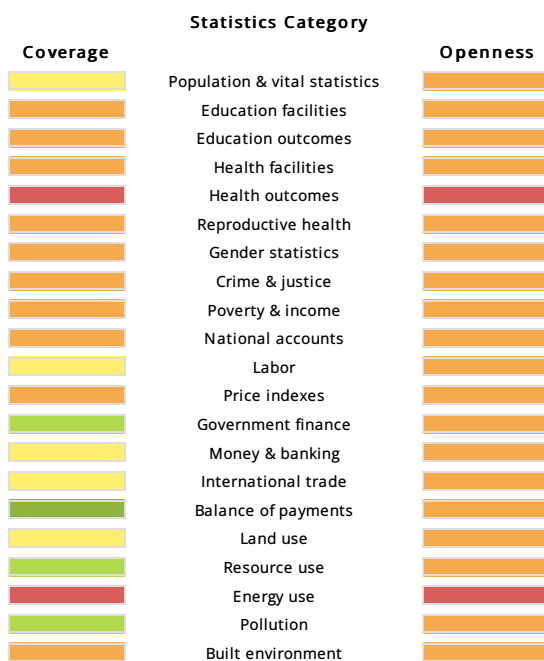 Statistics Category
Coverage
Openness
Population & vital statistics
Education facilities
Education outcomes
Health facilities
Health outcomes
Reproductive health
Gender statistics
Crime & justice
Poverty & income
National accounts
Labor
Price indexes
Government finance
Money & banking
International trade
Balance of payments
Land use
Resource use
Energy use
Pollution
Built environment